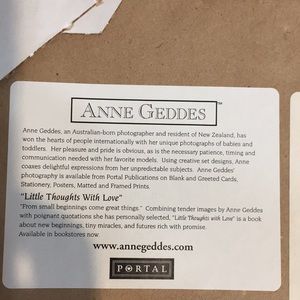 ANNE GEDDES™
Anne Geddes, an Australian-born photographer and resident of New Zealand, has
won the hearts of people internationally with her unique photographs of babies and
toddlers. Her pleasure and pride is obvious, as is the necessary patience, timing and
communication needed with her favorite models. Using creative set designs, Anne
coaxes delightful expressions from her unpredictable subjects. Anne Geddes'
photography is available from Portal Publications on Blank and Greeted Cards,
Stationery, Posters, Matted and Framed Prints.
"Little Thoughts With Love"
"From small beginnings come great things." Combining tender images by Anne Geddes
with poignant quotations she has personally selected, "Little Thoughts with Love" is a book
about new beginnings, tiny miracles, and futures rich with promise.
Available in bookstores now.
www.annegeddes.com
PORTAL